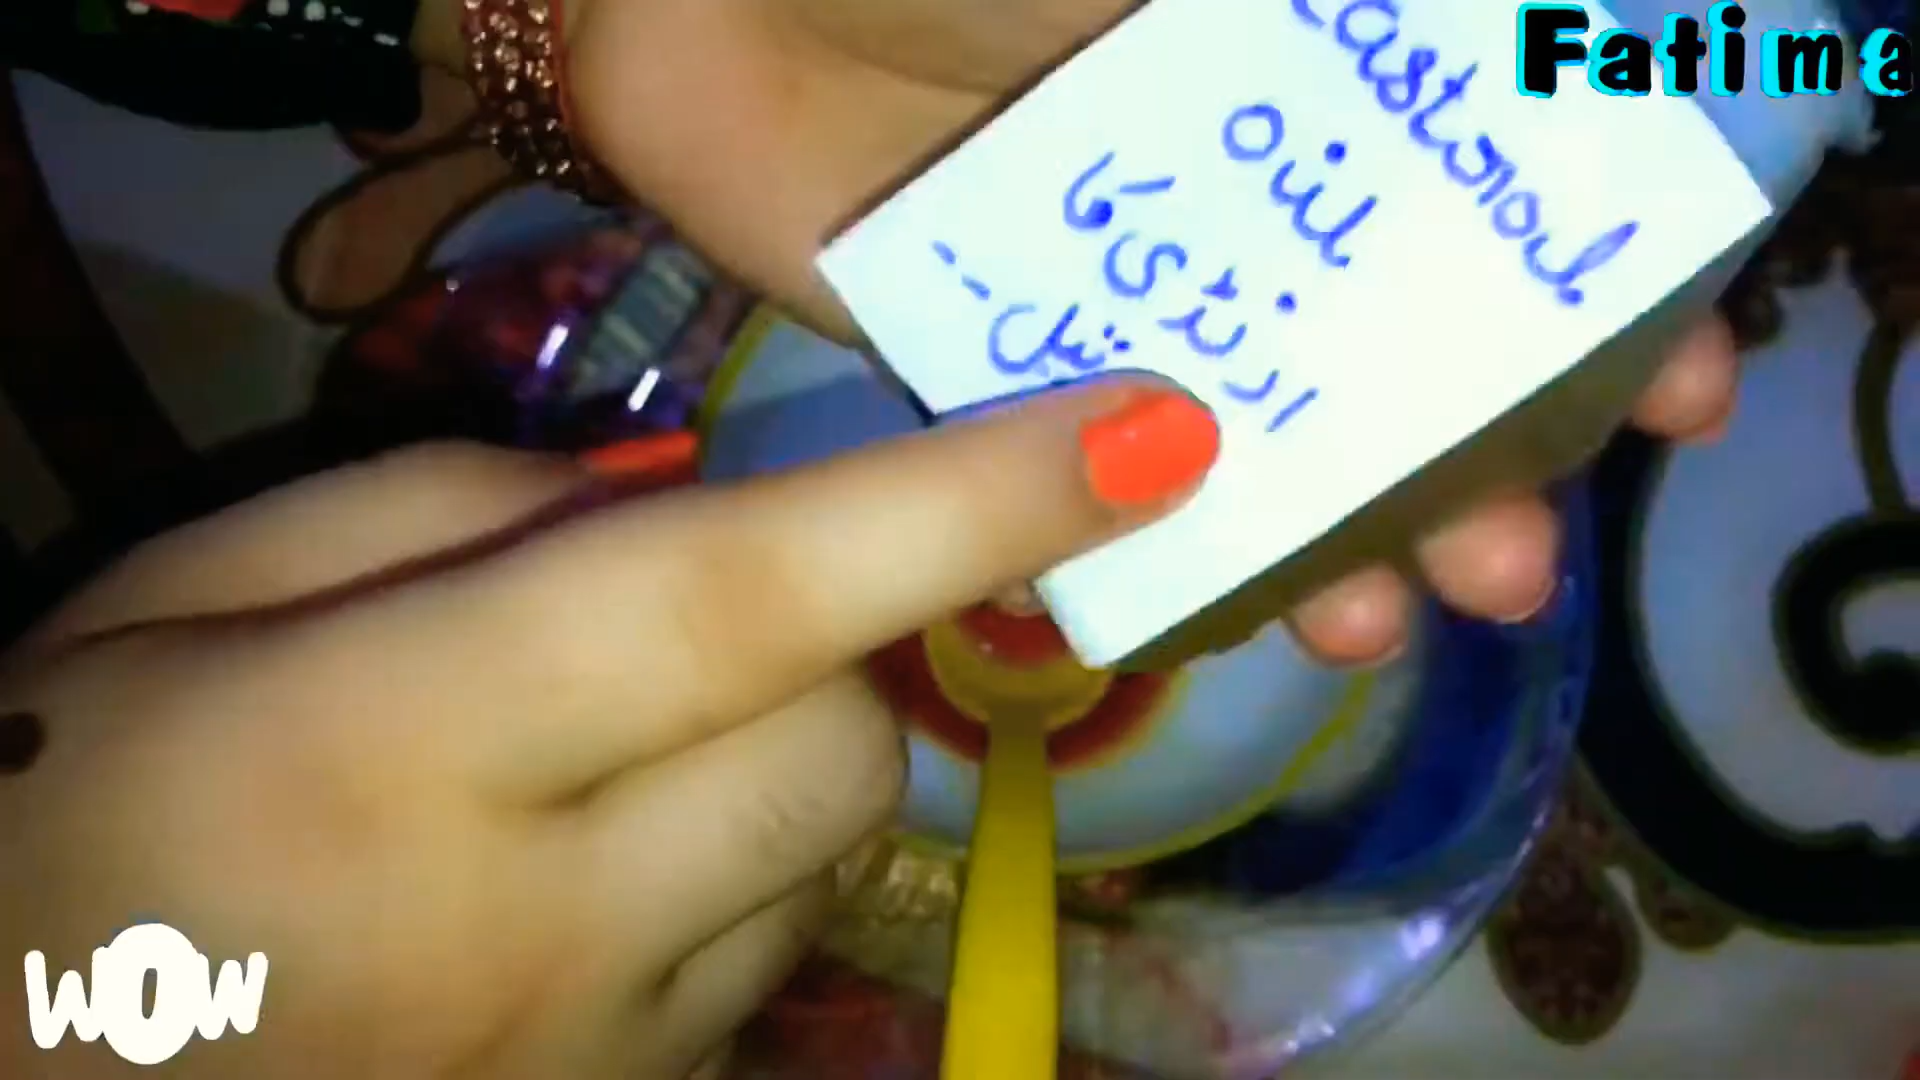 Fatima
castrol
oil
ارنڈی کا
تیل--
WOW